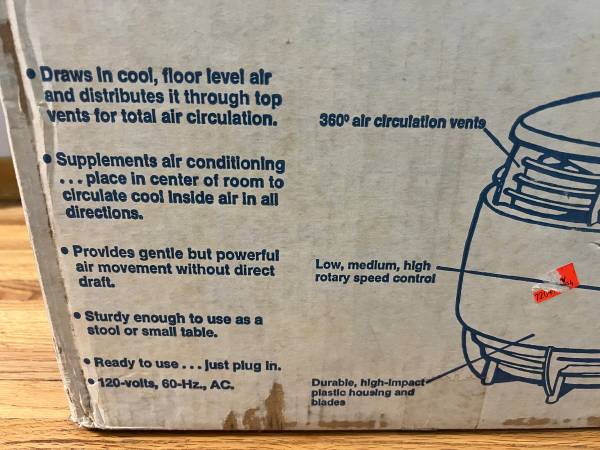 • Draws in cool, floor level air
and distributes it through top
vents for total air circulation.
• Supplements air conditioning
... place in center of room to
circulate cool inside air in all
directions.
• Provides gentle but powerful
air movement without direct
draft.
• Sturdy enough to use as a
stool or small table.
• Ready to use ... just plug in.
• 120-volts, 60-Hz., AC.
360º air circulation vents
Low, medium, high
rotary speed control
Durable, high-impact
plastic housing and
blades